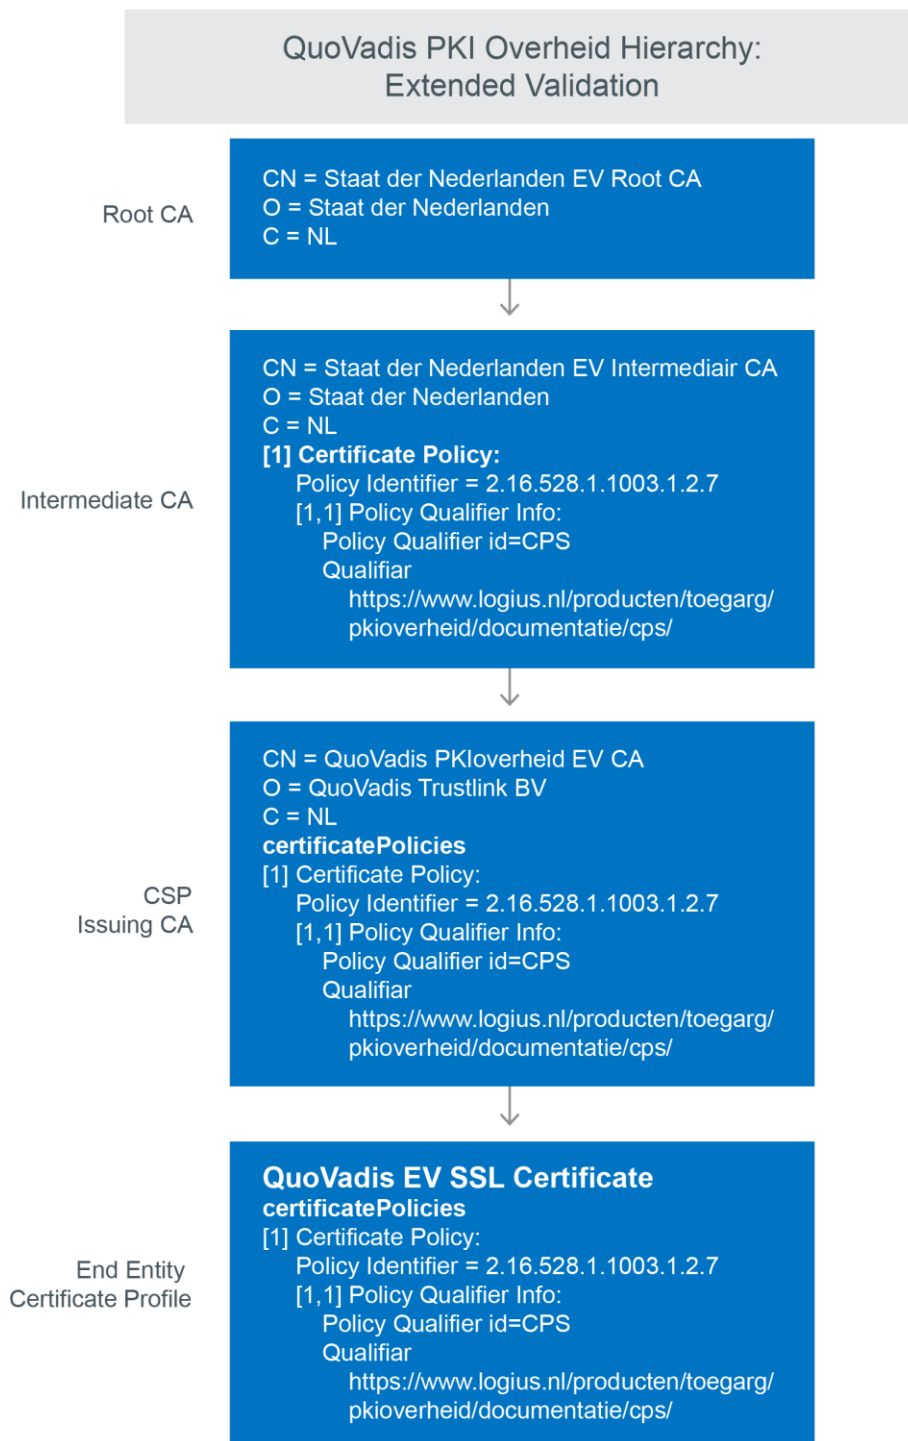 QuoVadis PKI Overheid Hierarchy:
Extended Validation
Root CA
CN = Staat der Nederlanden EV Root CA
O = Staat der Nederlanden
C = NL
Intermediate CA
CN = Staat der Nederlanden EV Intermediair CA
O = Staat der Nederlanden
C = NL
[1] Certificate Policy:
Policy Identifier = 2.16.528.1.1003.1.2.7
[1,1] Policy Qualifier Info:
Policy Qualifier id=CPS
Qualifiar
https://www.logius.nl/producten/toegarg/
pkioverheid/documentatie/cps/
CSP
Issuing CA
CN = QuoVadis PKIoverheid EV CA
O = QuoVadis Trustlink BV
C = NL
certificatePolicies
[1] Certificate Policy:
Policy Identifier = 2.16.528.1.1003.1.2.7
[1,1] Policy Qualifier Info:
Policy Qualifier id=CPS
Qualifiar
https://www.logius.nl/producten/toegarg/
pkioverheid/documentatie/cps/
End Entity
Certificate Profile
QuoVadis EV SSL Certificate
certificatePolicies
[1] Certificate Policy:
Policy Identifier = 2.16.528.1.1003.1.2.7
[1,1] Policy Qualifier Info:
Policy Qualifier id=CPS
Qualifiar
https://www.logius.nl/producten/toegarg/
pkioverheid/documentatie/cps/